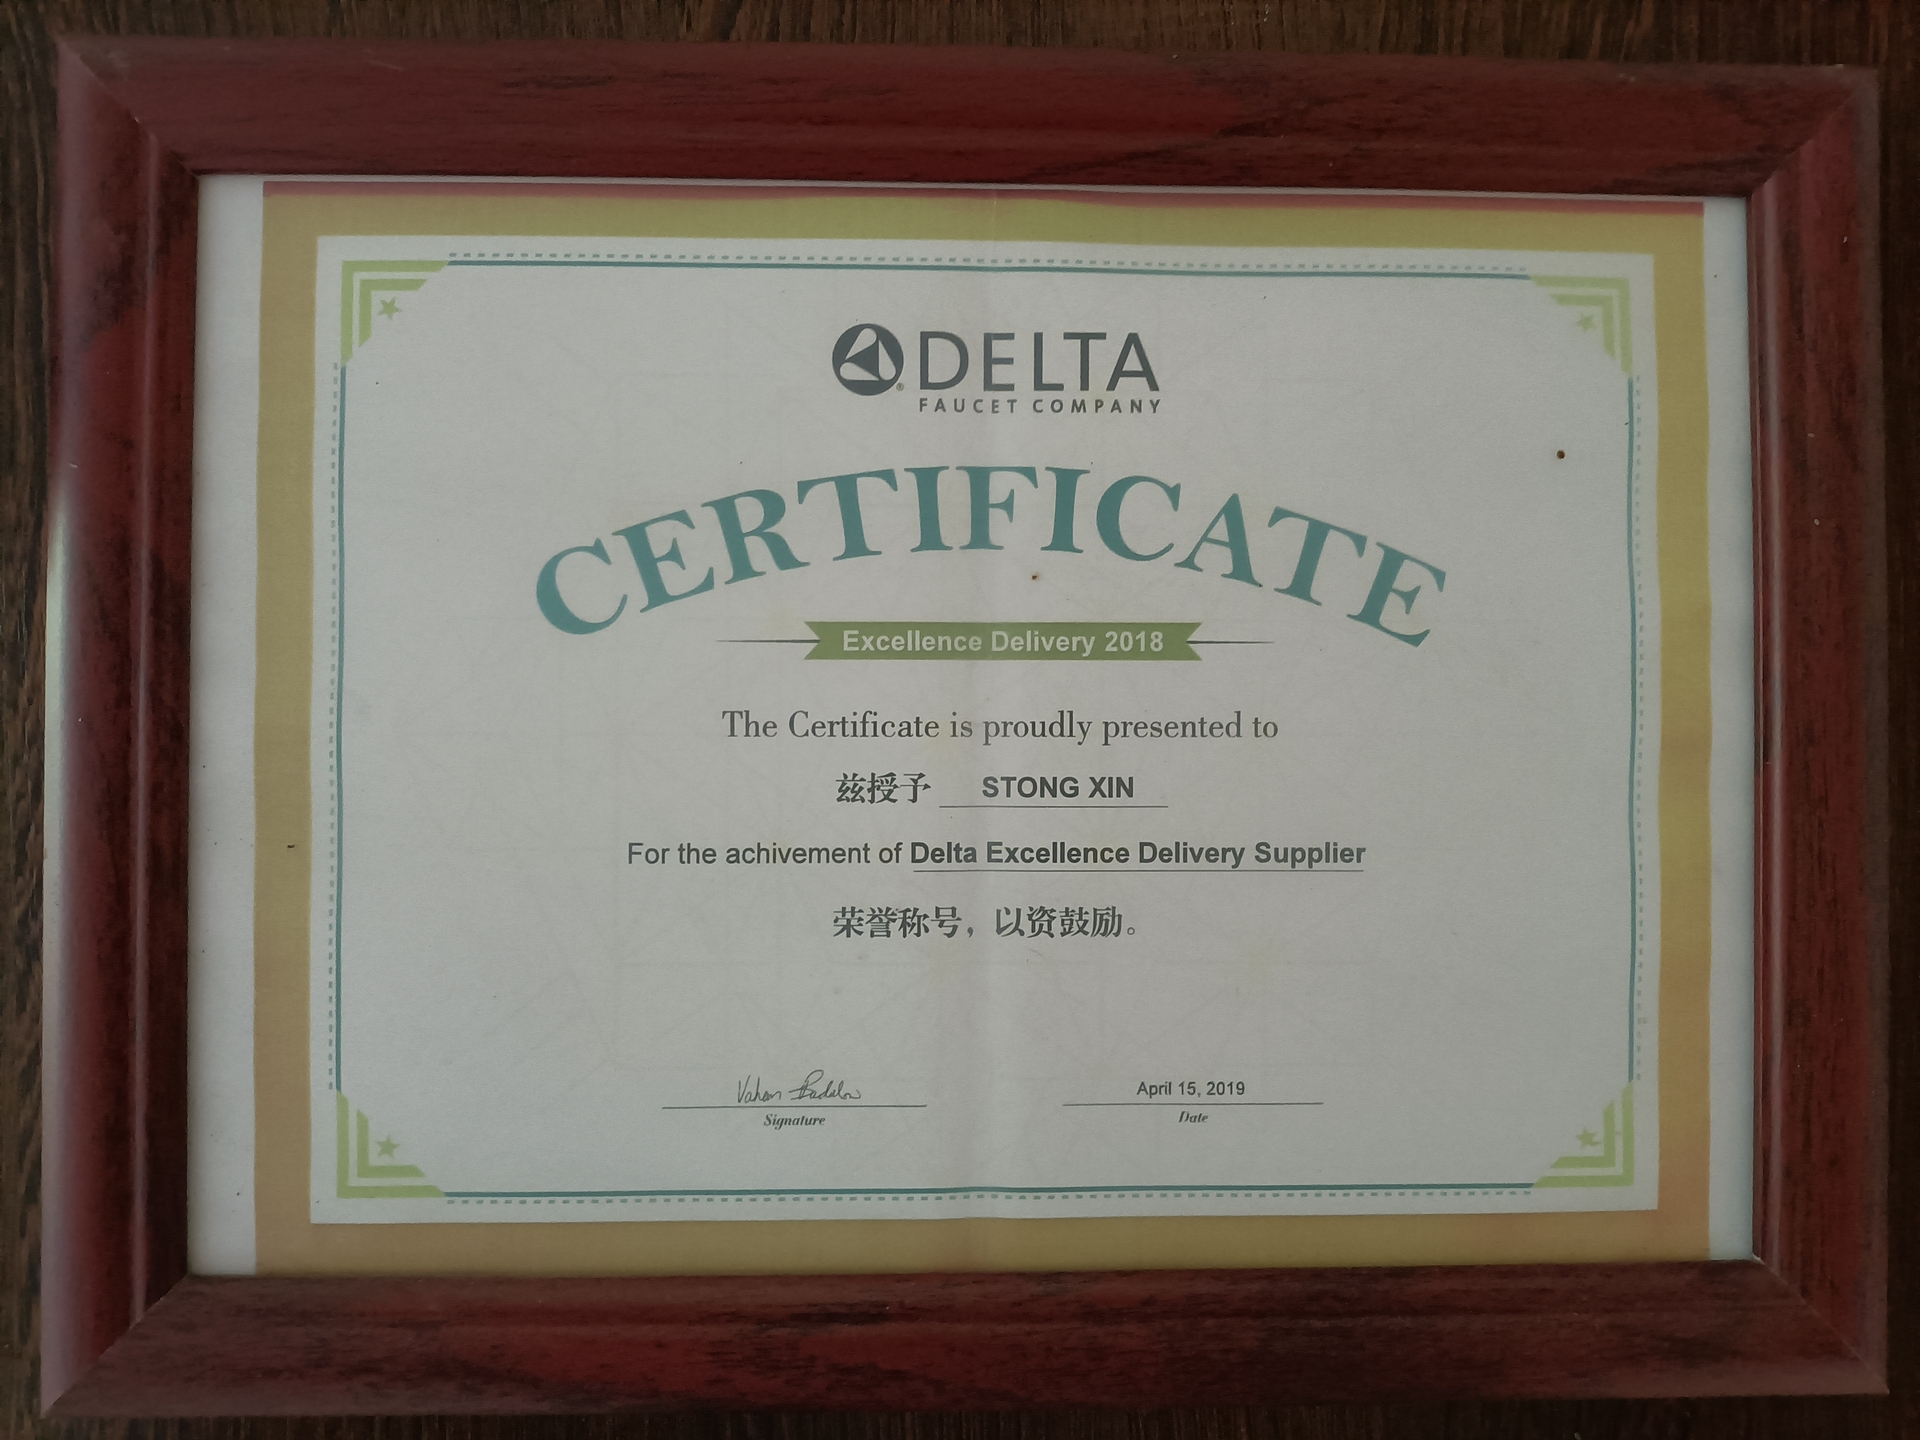 DELTA
FAUCET COMPANY
CERTIFICATE
Excellence Delivery 2018
The Certificate is proudly presented to
兹授予 STONG XIN
For the achivement of Delta Excellence Delivery Supplier
荣誉称号，以资鼓励。
April 15, 2019
Signature Date